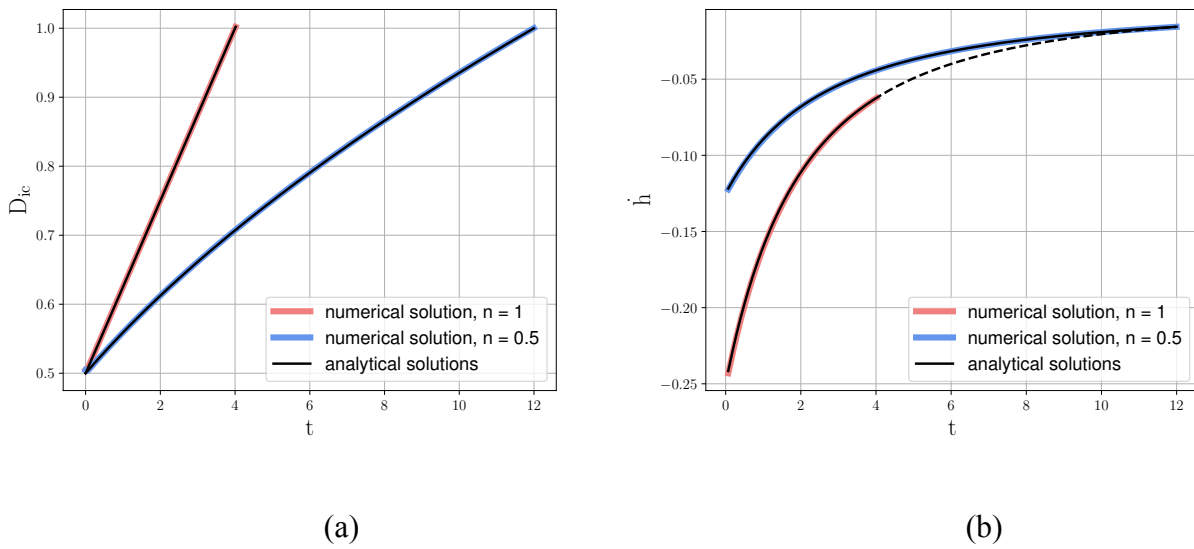 1.0
0.9
0.8
0.7
0.6
0.5
D_ic
0 2 4 6 8 10 12
t
numerical solution, n = 1
numerical solution, n = 0.5
analytical solutions
(a)
−0.05
−0.10
−0.15
−0.20
−0.25
ḣ
0 2 4 6 8 10 12
t
numerical solution, n = 1
numerical solution, n = 0.5
analytical solutions
(b)